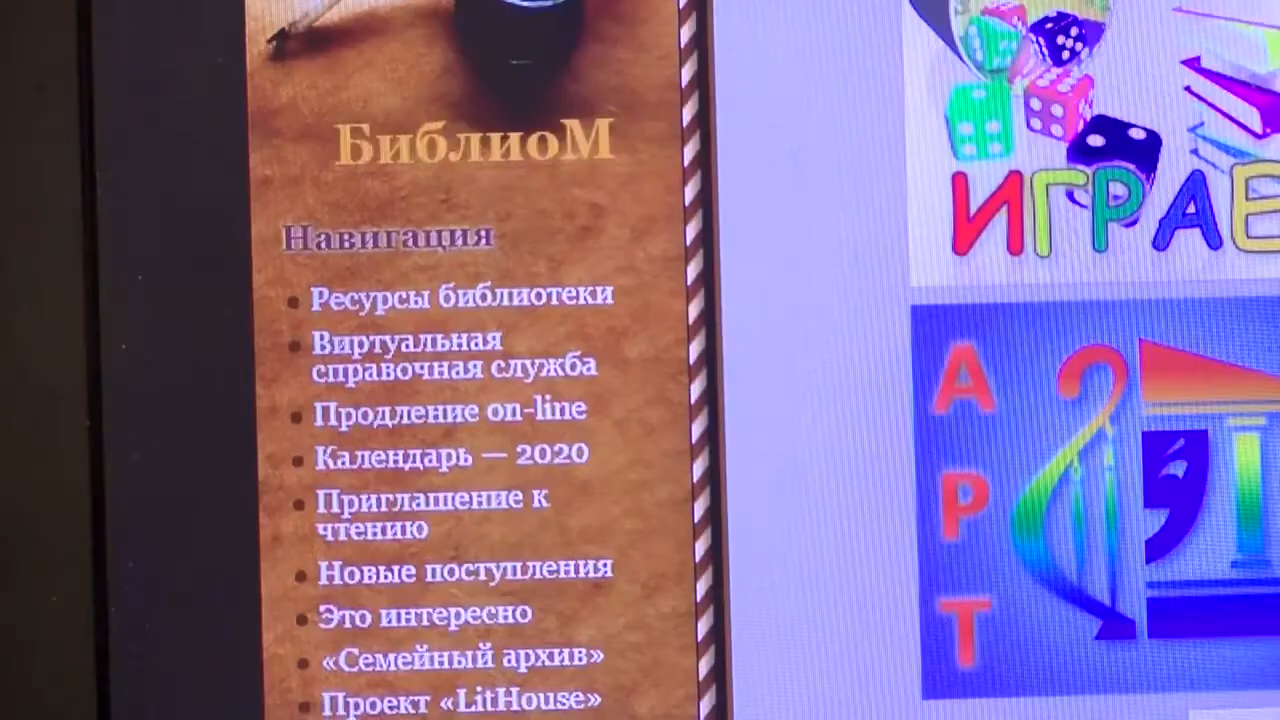 БиблиоМ
Навигация
Ресурсы библиотеки
Виртуальная
справочная служба
Продление on-line
Календарь — 2020
Приглашение к
чтению
Новые поступления
Это интересно
«Семейный архив»
Проект «LitHouse»
ИГРАЕ
АРТ